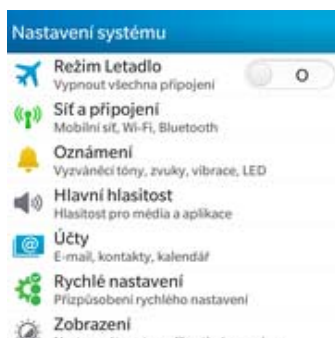 Nastavení systému
Režim Letadlo
Vypnout všechna připojení
Síť a připojení
Mobilní síť, Wi-Fi, Bluetooth
Oznámení
Vyzváněcí tóny, zvuky, vibrace, LED
Hlavní hlasitost
Hlasitost pro média a aplikace
Účty
E-mail, kontakty, kalendář
Rychlé nastavení
Přizpůsobení rychlého nastavení
Zobrazení